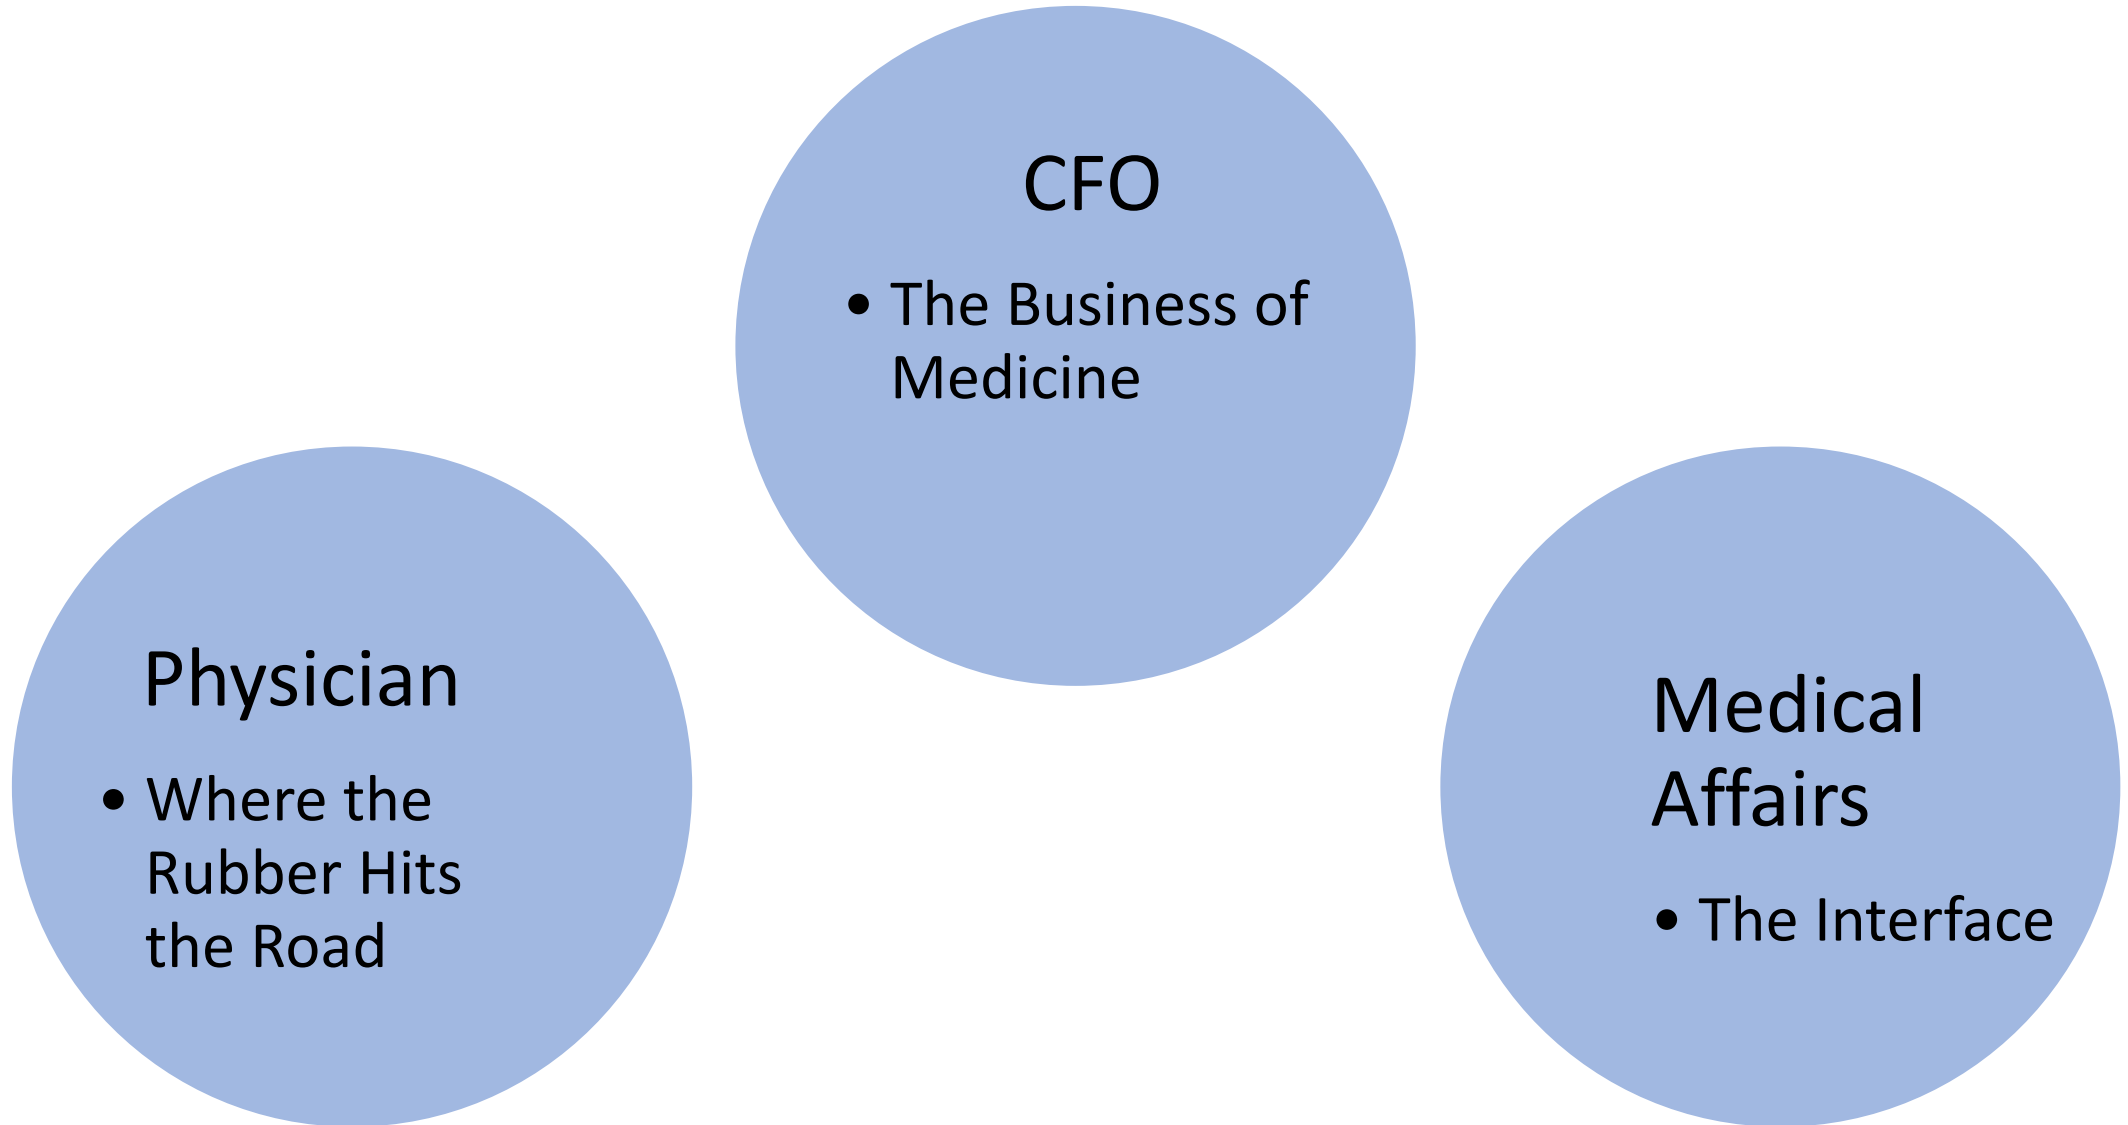 CFO
• The Business of
Medicine
Physician
• Where the
Rubber Hits
the Road
Medical
Affairs
• The Interface